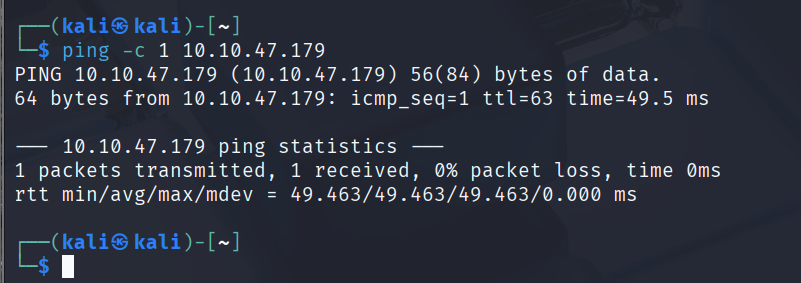 ┌──(kali㉿kali)-[~]
└─$ ping -c 1 10.10.47.179
PING 10.10.47.179 (10.10.47.179) 56(84) bytes of data.
64 bytes from 10.10.47.179: icmp_seq=1 ttl=63 time=49.5 ms
--- 10.10.47.179 ping statistics ---
1 packets transmitted, 1 received, 0% packet loss, time 0ms
rtt min/avg/max/mdev = 49.463/49.463/49.463/0.000 ms
┌──(kali㉿kali)-[~]
└─$